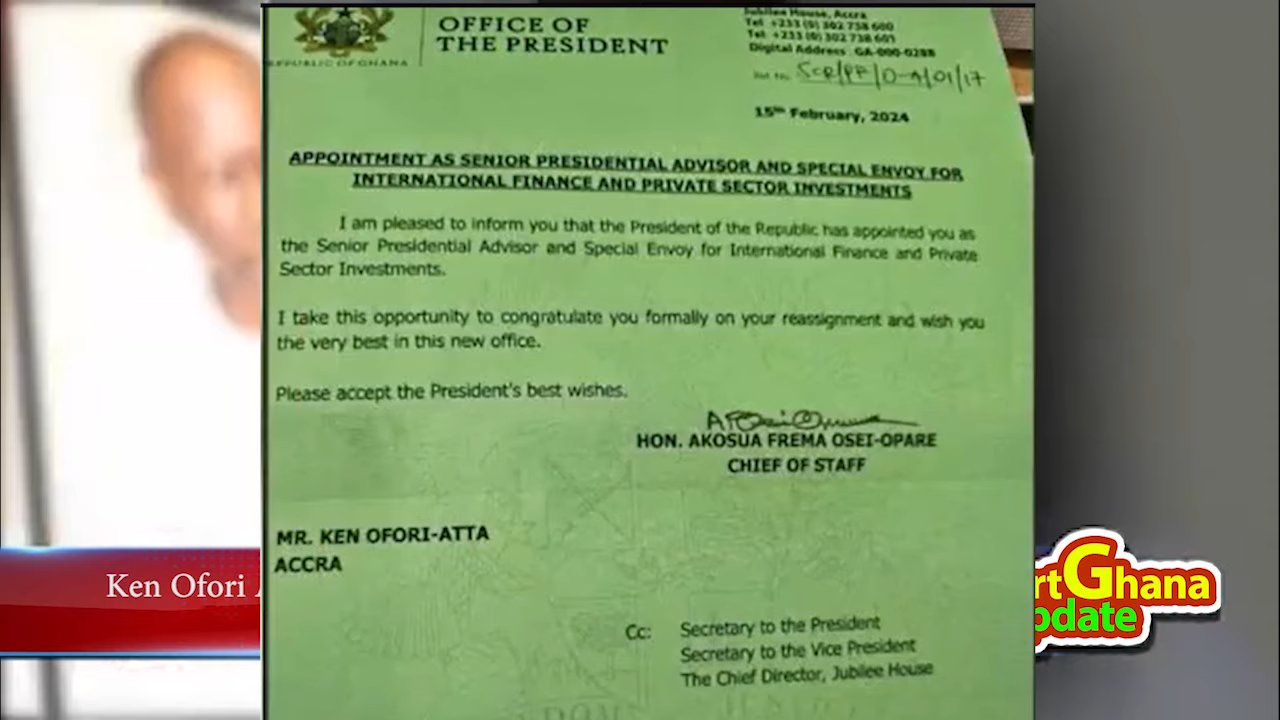 OFFICE OF
THE PRESIDENT
REPUBLIC OF GHANA
Jubilee House, Accra
Tel: +233 (0) 302 738 600
Tel: +233 (0) 302 738 601
Digital Address GA-000-0288
15th February, 2024
APPOINTMENT AS SENIOR PRESIDENTIAL ADVISOR AND SPECIAL ENVOY FOR
INTERNATIONAL FINANCE AND PRIVATE SECTOR INVESTMENTS
I am pleased to inform you that the President of the Republic has appointed you as
the Senior Presidential Advisor and Special Envoy for International Finance and Private
Sector Investments.
I take this opportunity to congratulate you formally on your reassignment and wish you
the very best in this new office.
Please accept the President's best wishes.
HON. AKOSUA FREMA OSEI-OPARE
CHIEF OF STAFF
MR. KEN OFORI-ATTA
ACCRA
Cc: Secretary to the President
Secretary to the Vice President
The Chief Director, Jubilee House
Ken Ofori A
rtGhana
pdate